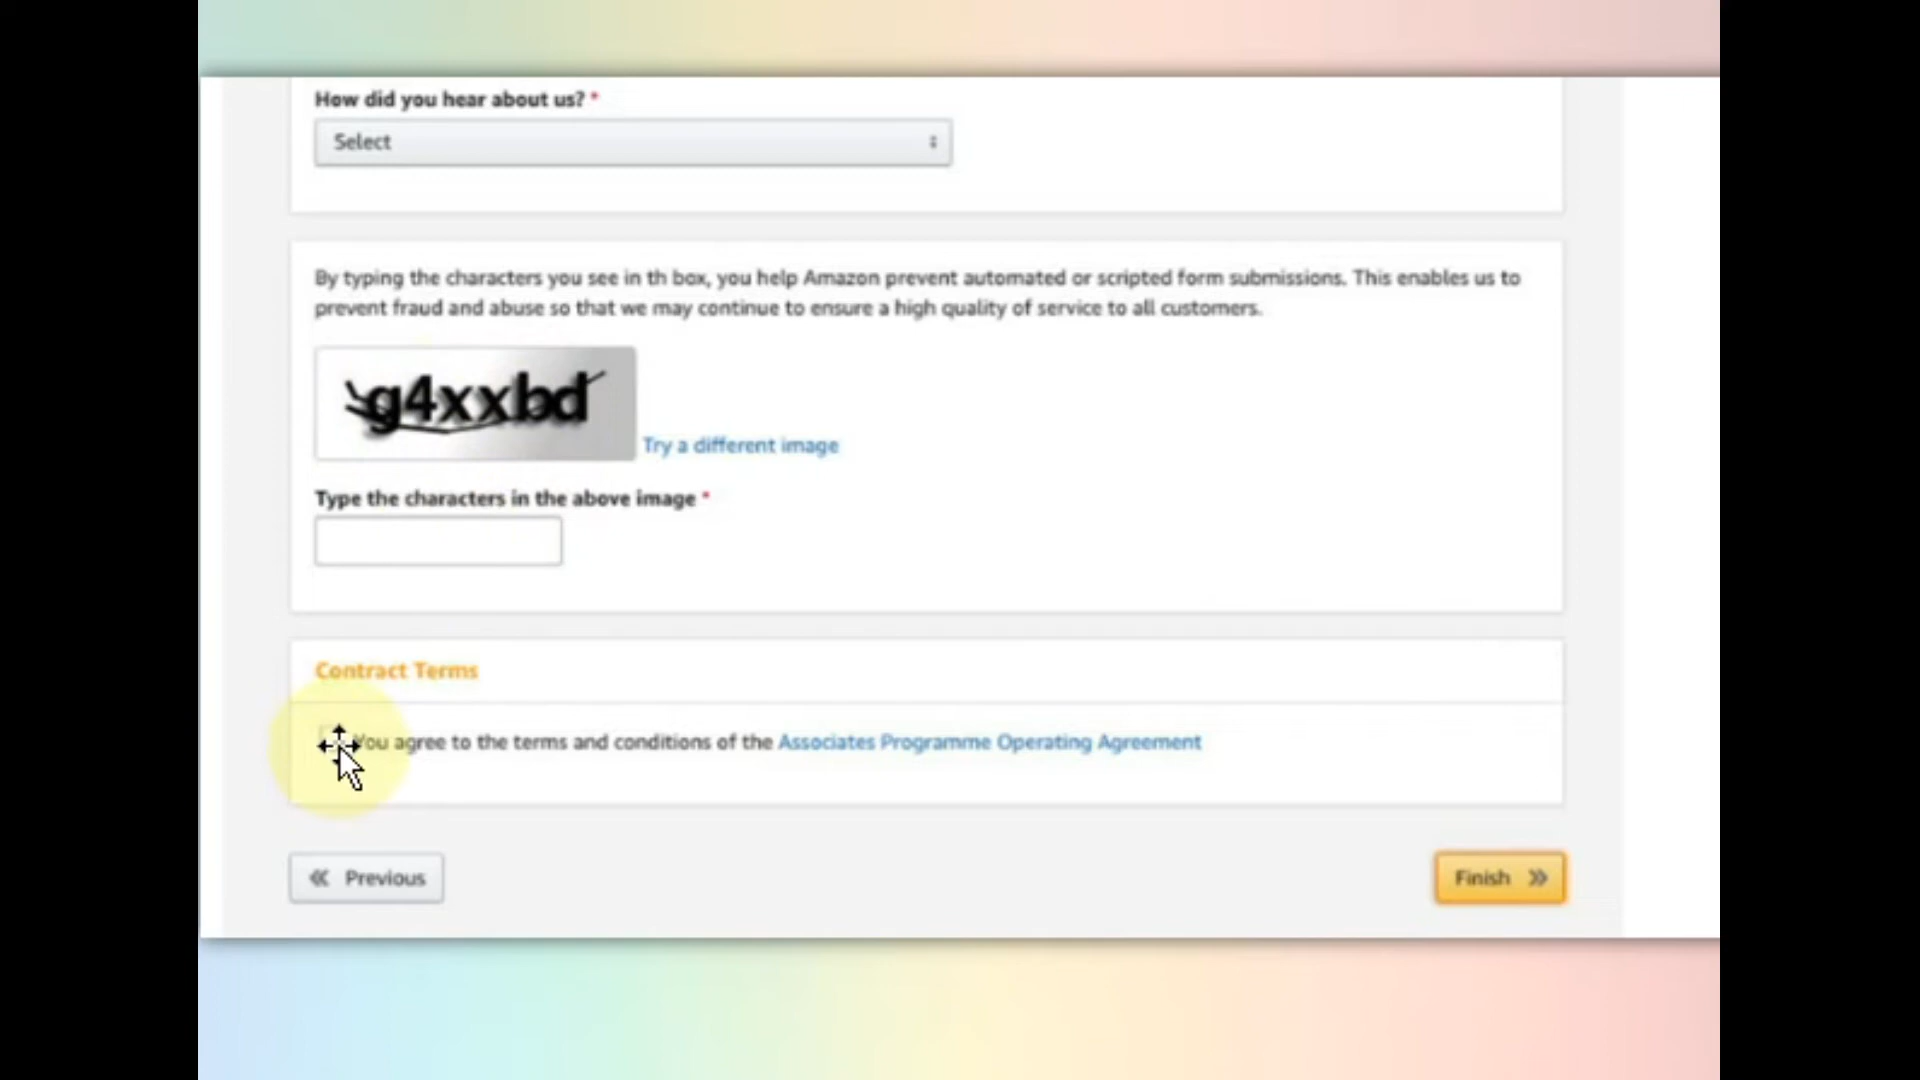 How did you hear about us? *
Select
By typing the characters you see in th box, you help Amazon prevent automated or scripted form submissions. This enables us to
prevent fraud and abuse so that we may continue to ensure a high quality of service to all customers.
g4xxbd
Try a different image
Type the characters in the above image *
Contract Terms
You agree to the terms and conditions of the Associates Programme Operating Agreement
« Previous
Finish »